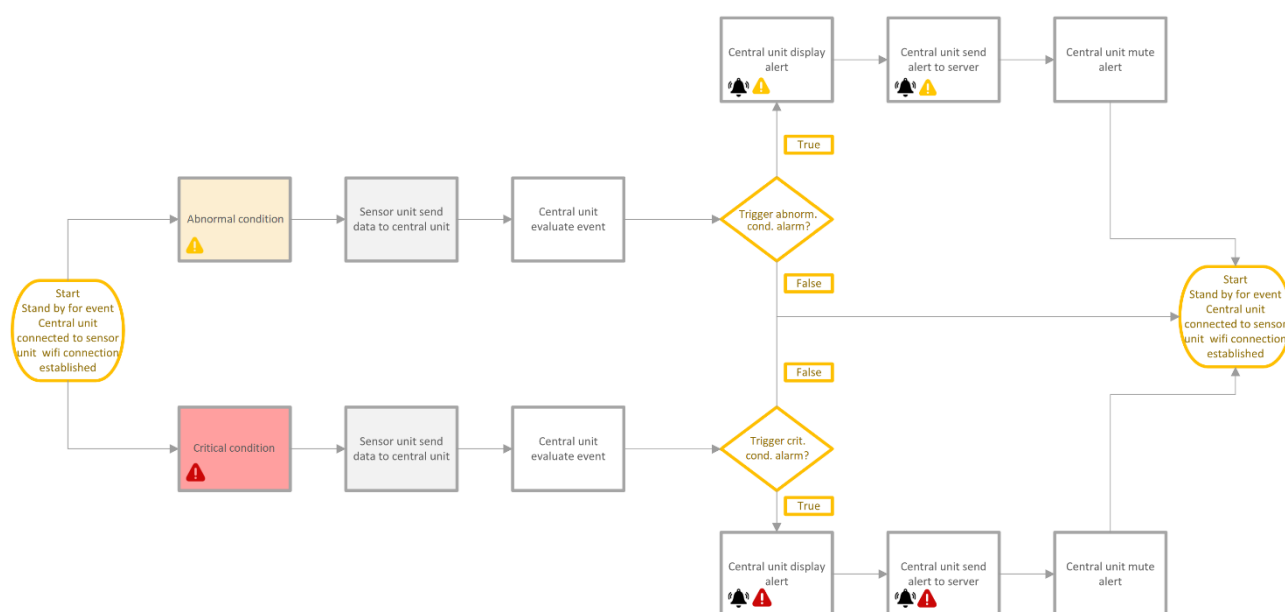 Central unit display
alert
Central unit send
alert to server
Central unit mute
alert
True
Abnormal condition
Sensor unit send
data to central unit
Central unit
evaluate event
Trigger abnorm.
cond. alarm?
False
Start
Stand by for event
Central unit
connected to sensor
unit wifi connection
established
Start
Stand by for event
Central unit
connected to sensor
unit wifi connection
established
False
Critical condition
Sensor unit send
data to central unit
Central unit
evaluate event
Trigger crit.
cond. alarm?
True
Central unit display
alert
Central unit send
alert to server
Central unit mute
alert